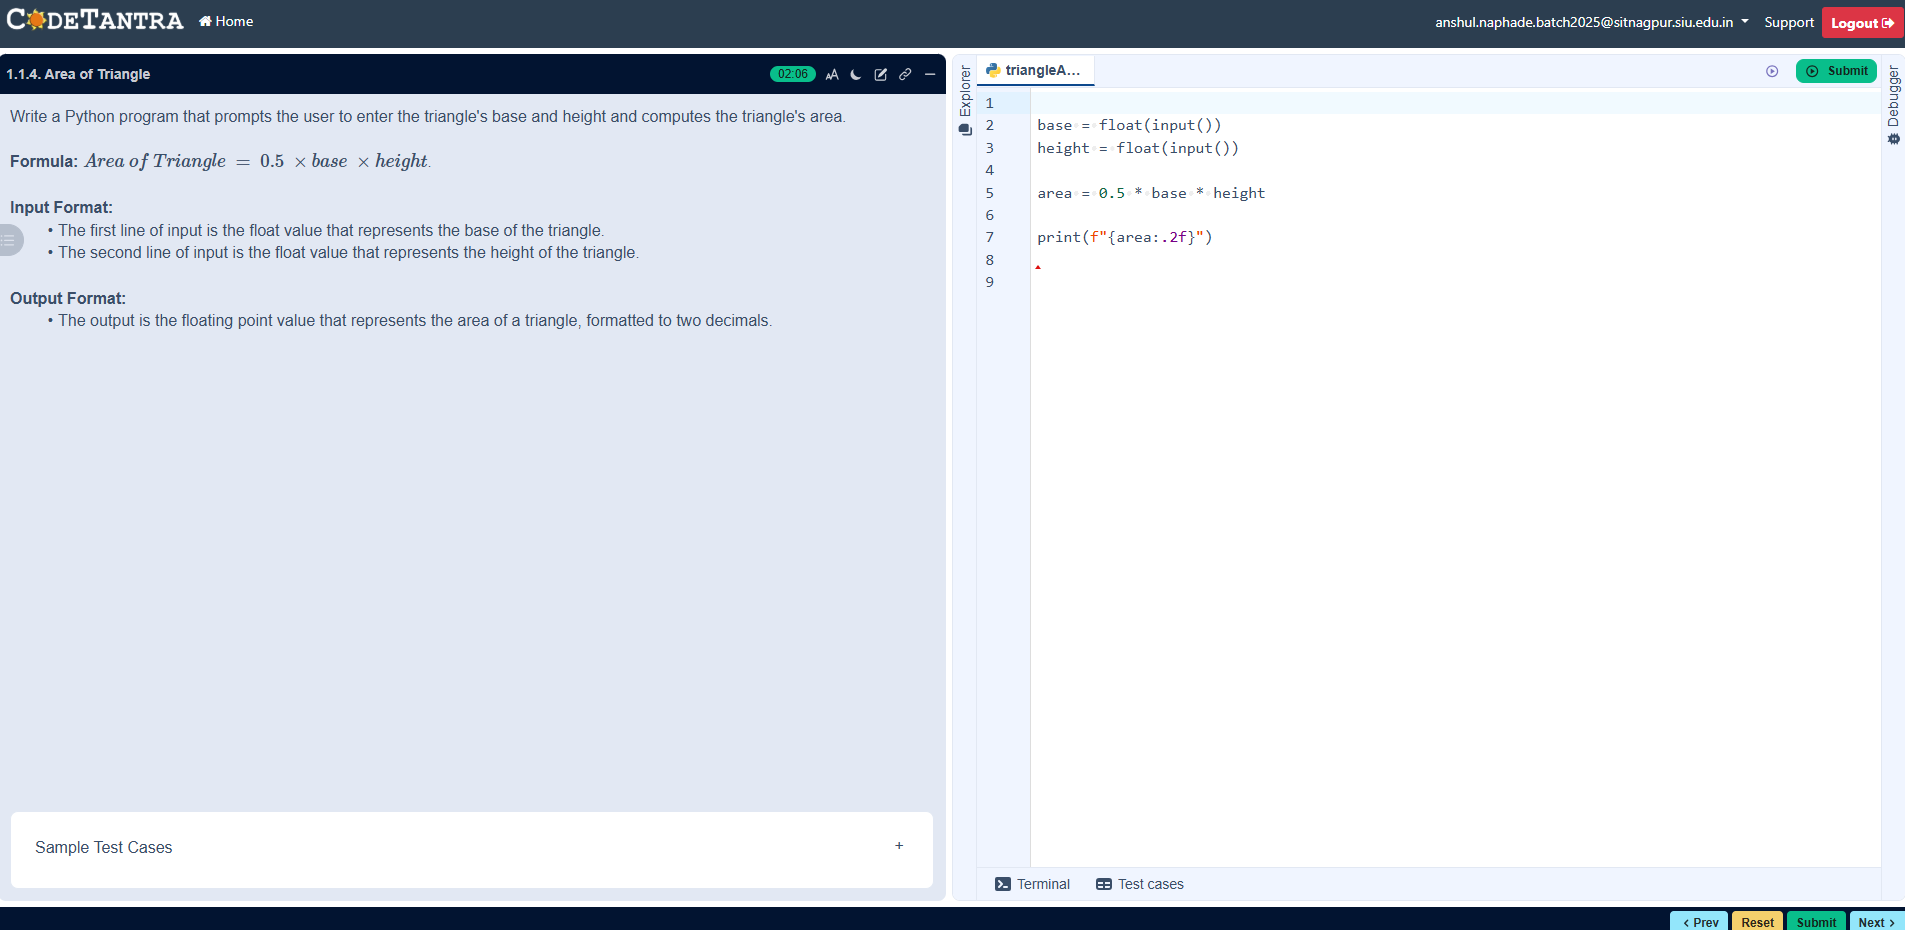 CODETANTRA Home
anshul.naphade.batch2025@sitnagpur.siu.edu.in Support Logout
1.1.4. Area of Triangle
02:06 AA
Write a Python program that prompts the user to enter the triangle's base and height and computes the triangle's area.
Formula: Area of Triangle = 0.5 × base × height.
Input Format:
• The first line of input is the float value that represents the base of the triangle.
• The second line of input is the float value that represents the height of the triangle.
Output Format:
• The output is the floating point value that represents the area of a triangle, formatted to two decimals.
Sample Test Cases +
Explorer
triangleA...
Submit
Debugger
1
2 base = float(input())
3 height = float(input())
4
5 area = 0.5 * base * height
6
7 print(f"{area:.2f}")
8
9
Terminal Test cases
< Prev Reset Submit Next >